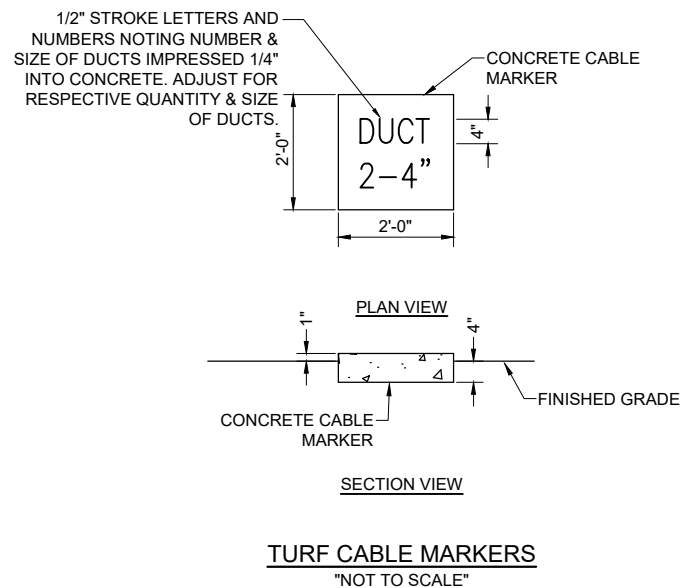 1/2" STROKE LETTERS AND
NUMBERS NOTING NUMBER &
SIZE OF DUCTS IMPRESSED 1/4"
INTO CONCRETE. ADJUST FOR
RESPECTIVE QUANTITY & SIZE
OF DUCTS.
CONCRETE CABLE
MARKER
DUCT
2-4”
4"
2'-0"
2'-0"
PLAN VIEW
1"
4"
FINISHED GRADE
CONCRETE CABLE
MARKER
SECTION VIEW
TURF CABLE MARKERS
"NOT TO SCALE"